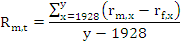 R_{m,t} = \frac{\sum_{x=1928}^{y} (r_{m,x} - r_{f,x})}{y - 1928}